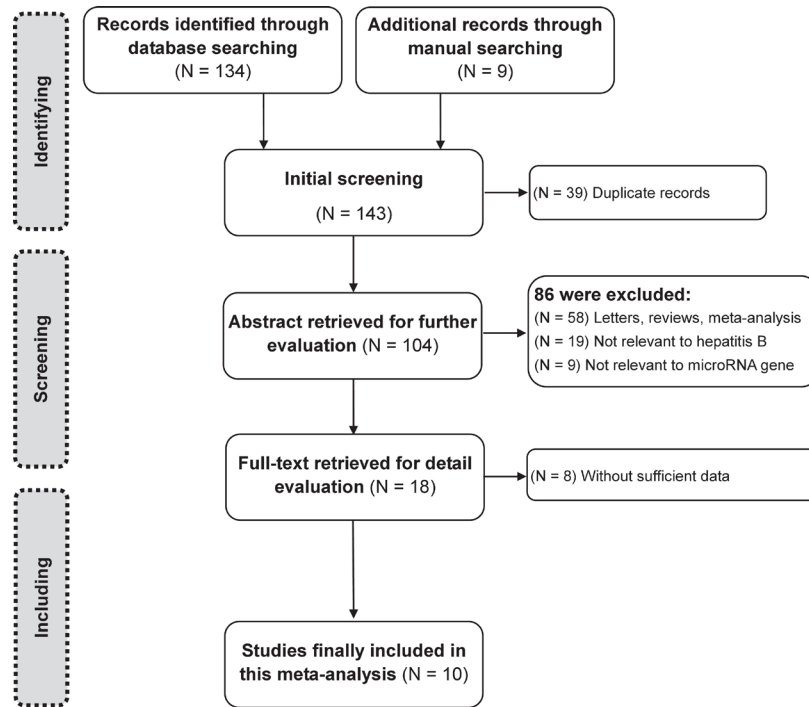 Identifying
Records identified through
database searching
(N = 134)
Additional records through
manual searching
(N = 9)
Initial screening
(N = 143)
(N = 39) Duplicate records
Screening
Abstract retrieved for further
evaluation (N = 104)
86 were excluded:
(N = 58) Letters, reviews, meta-analysis
(N = 19) Not relevant to hepatitis B
(N = 9) Not relevant to microRNA gene
Full-text retrieved for detail
evaluation (N = 18)
(N = 8) Without sufficient data
Including
Studies finally included in
this meta-analysis (N = 10)